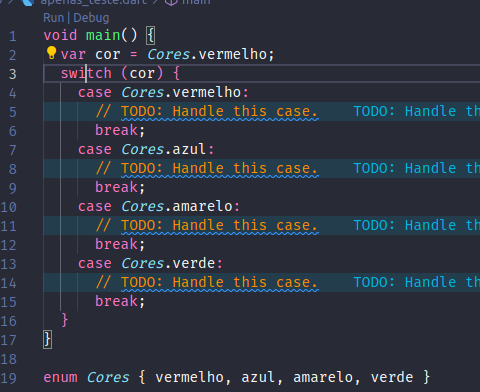 apenas_teste.dart > main
Run | Debug
1 void main() {
2 var cor = Cores.vermelho;
3 switch (cor) {
4 case Cores.vermelho:
5 // TODO: Handle this case. TODO: Handle th
6 break;
7 case Cores.azul:
8 // TODO: Handle this case. TODO: Handle th
9 break;
10 case Cores.amarelo:
11 // TODO: Handle this case. TODO: Handle th
12 break;
13 case Cores.verde:
14 // TODO: Handle this case. TODO: Handle th
15 break;
16 }
17 }
18
19 enum Cores { vermelho, azul, amarelo, verde }